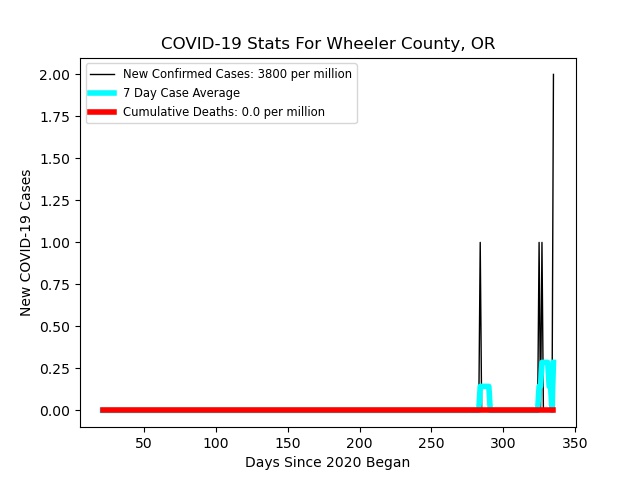 COVID-19 Stats For Wheeler County, OR
New Confirmed Cases: 3800 per million
7 Day Case Average
Cumulative Deaths: 0.0 per million
New COVID-19 Cases
2.00
1.75
1.50
1.25
1.00
0.75
0.50
0.25
0.00
50
100
150
200
250
300
350
Days Since 2020 Began